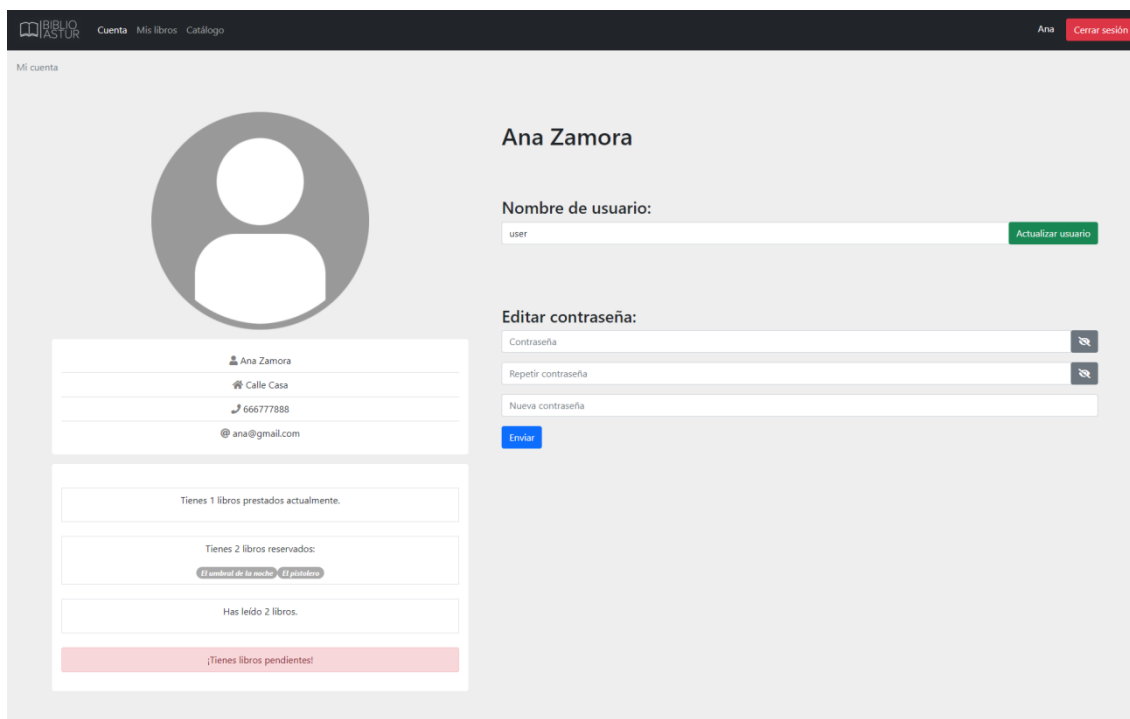 BIBLIO
ASTUR
Cuenta Mis libros Catálogo
Ana Cerrar sesión
Mi cuenta
Ana Zamora
Calle Casa
666777888
@ ana@gmail.com
Tienes 1 libros prestados actualmente.
Tienes 2 libros reservados:
El umbral de la noche El pistolero
Has leído 2 libros.
¡Tienes libros pendientes!
Ana Zamora
Nombre de usuario:
user Actualizar usuario
Editar contraseña:
Contraseña
Repetir contraseña
Nueva contraseña
Enviar